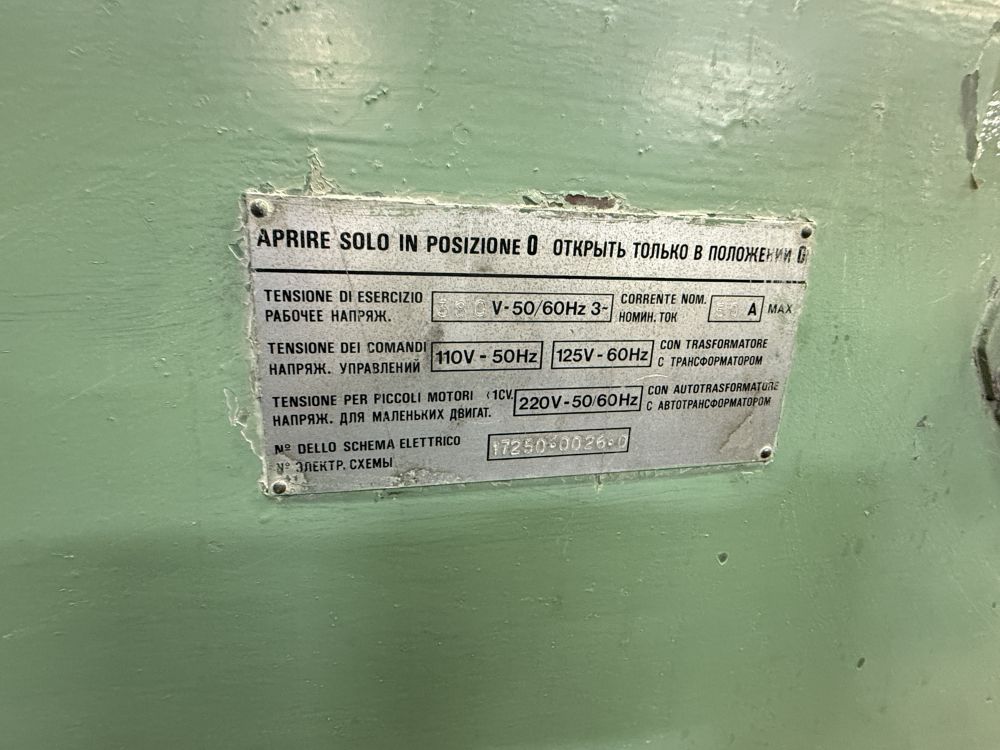 APRIRE SOLO IN POSIZIONE 0 ОТКРЫТЬ ТОЛЬКО В ПОЛОЖЕНИИ 0
TENSIONE DI ESERCIZIO
РАБОЧЕЕ НАПРЯЖ.
380 V-50/60Hz 3~
CORRENTE NOM.
НОМИН. ТОК
A MAX
TENSIONE DEI COMANDI
НАПРЯЖ. УПРАВЛЕНИЙ
110V - 50Hz 125V - 60Hz
CON TRASFORMATORE
С ТРАНСФОРМАТОРОМ
TENSIONE PER PICCOLI MOTORI <1CV.
НАПРЯЖ. ДЛЯ МАЛЕНЬКИХ ДВИГАТ.
220V-50/60Hz
CON AUTOTRASFORMATORE
С АВТОТРАНСФОРМАТОРОМ
Nº DELLO SCHEMA ELETTRICO
Nº ЭЛЕКТР. СХЕМЫ